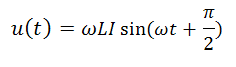 u(t) = ωLI sin(ωt + π/2)